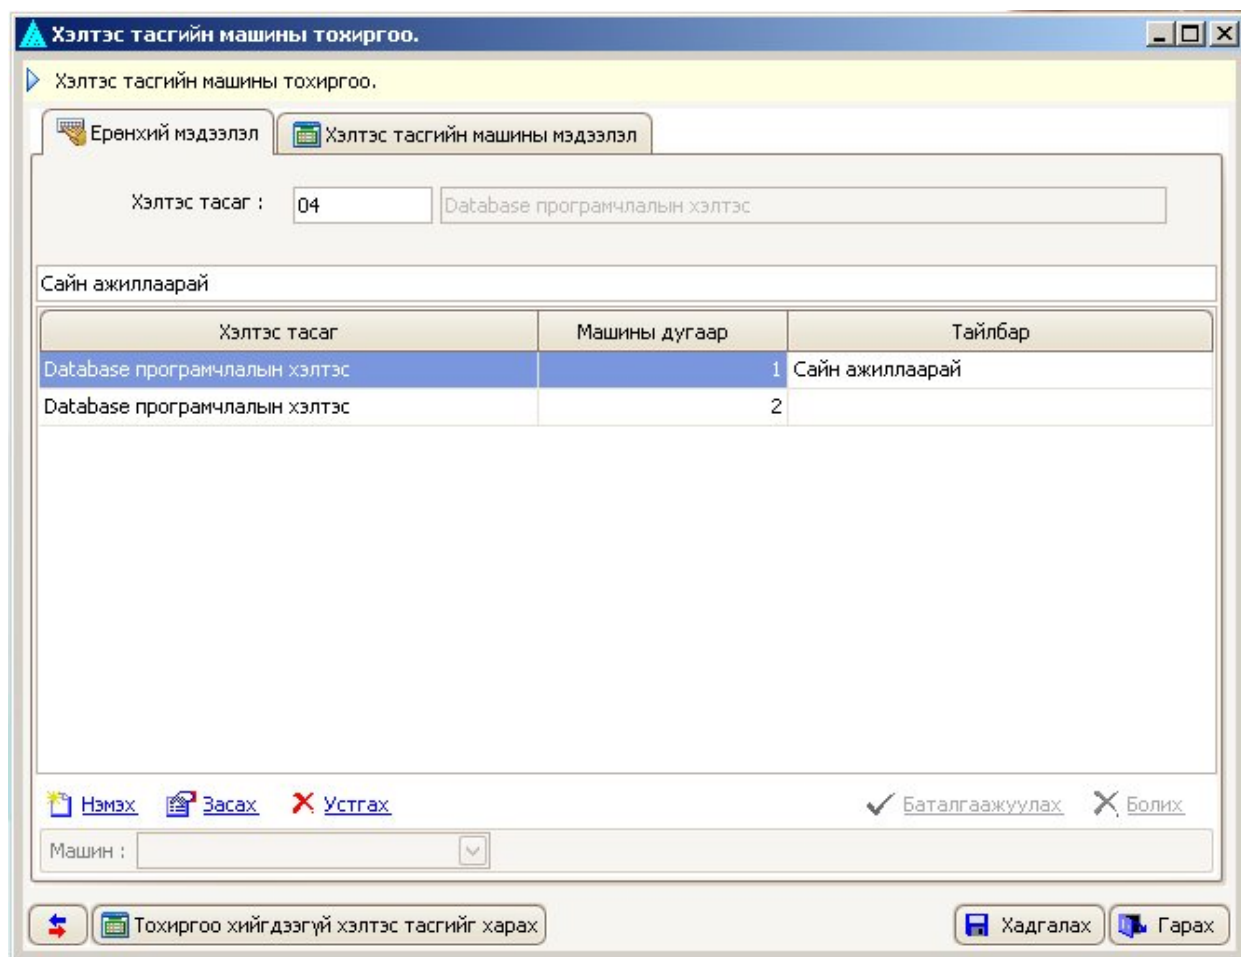 Хэлтэс тасгийн машины тохиргоо.
Хэлтэс тасгийн машины тохиргоо.
Ерөнхий мэдээлэл Хэлтэс тасгийн машины мэдээлэл
Хэлтэс тасаг : 04 Database програмчлалын хэлтэс
Сайн ажиллаарай
Хэлтэс тасаг Машины дугаар Тайлбар
Database програмчлалын хэлтэс 1 Сайн ажиллаарай
Database програмчлалын хэлтэс 2
Нэмэх Засах Устгах Баталгаажуулах Болих
Машин :
Тохиргоо хийгдээгүй хэлтэс тасгийг харах Хадгалах Гарах